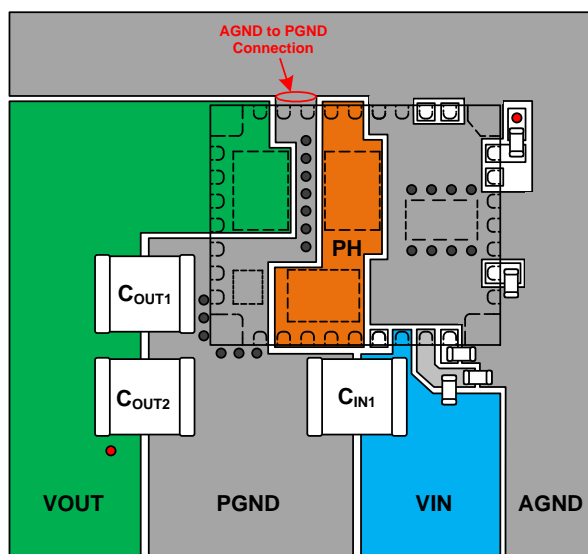 AGND to PGND
Connection
PH
COUT1
COUT2
CIN1
VOUT
PGND
VIN
AGND